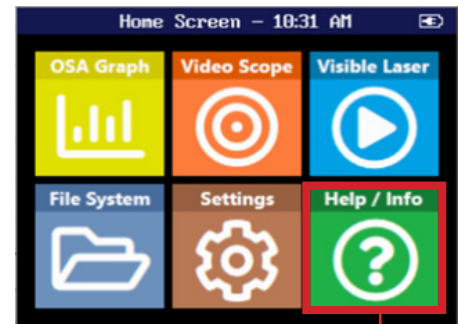 Home Screen – 10:31 AM
OSA Graph Video Scope Visible Laser
File System Settings Help / Info
?